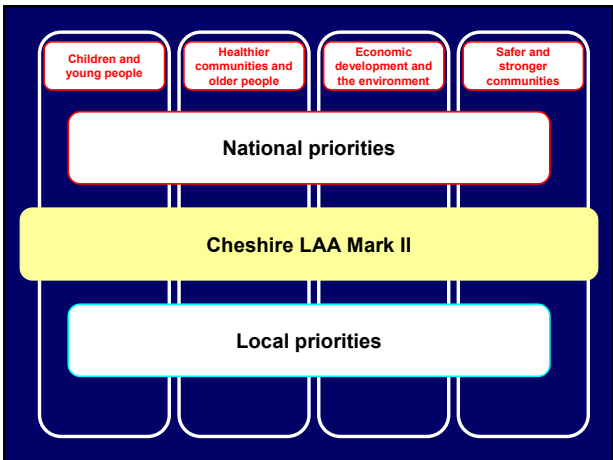 Children and
young people
Healthier
communities and
older people
Economic
development and
the environment
Safer and
stronger
communities
National priorities
Cheshire LAA Mark II
Local priorities